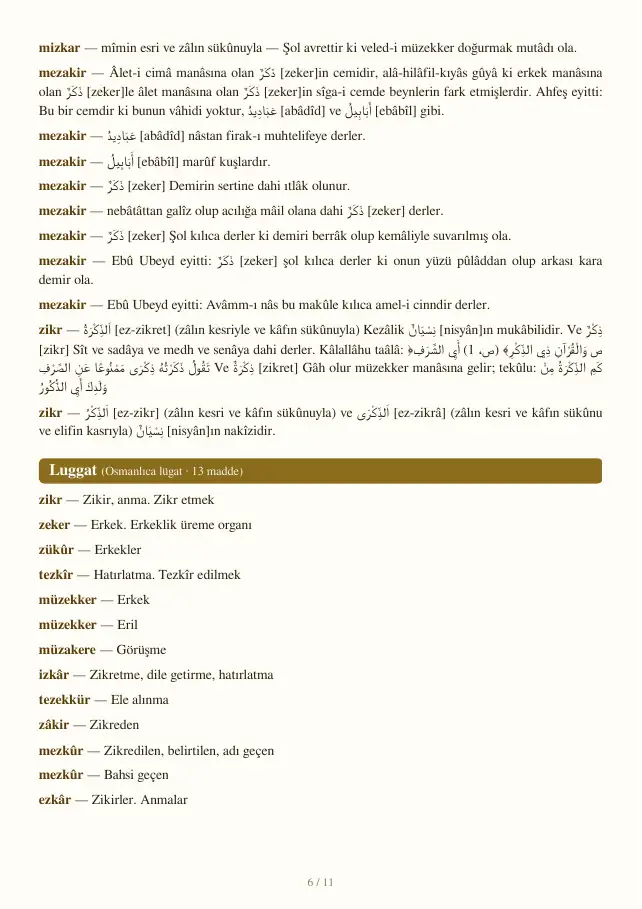 mizkar — mîmin esri ve zâlın sükûnuyla — Şol avrettir ki veled-i müzekker doğurmak mutâdı ola.
mezakir — Âlet-i cimâ manâsına olan ذَكَرٌ [zeker]in cemidir, alâ-hilâfil-kıyâs gûyâ ki erkek manâsına
olan ذَكَرٌ [zeker]le âlet manâsına olan ذَكَرٌ [zeker]in sîga-i cemde beynlerin fark etmişlerdir. Ahfeş eyitti:
Bu bir cemdir ki bunun vâhidi yoktur, عَبَادِيدُ [abâdîd] ve أَبَابِيلُ [ebâbîl] gibi.
mezakir — عَبَادِيدُ [abâdîd] nâstan firak-ı muhtelifeye derler.
mezakir — أَبَابِيلُ [ebâbîl] marûf kuşlardır.
mezakir — ذَكَرٌ [zeker] Demirin sertine dahi ıtlâk olunur.
mezakir — nebâtâttan galîz olup acılığa mâil olana dahi ذَكَرٌ [zeker] derler.
mezakir — ذَكَرٌ [zeker] Şol kılıca derler ki demiri berrâk olup kemâliyle suvarılmış ola.
mezakir — Ebû Ubeyd eyitti: ذَكَرٌ [zeker] şol kılıca derler ki onun yüzü pûlâddan olup arkası kara
demir ola.
mezakir — Ebû Ubeyd eyitti: Avâmm-ı nâs bu makûle kılıca amel-i cinndir derler.
zikr — اَلذِّكْرَةُ [ez-zikret] (zâlın kesriyle ve kâfın sükûnuyla) Kezâlik نِسْيَانٌ [nisyân]ın mukâbilidir. Ve ذِكْرٌ
[zikr] Sît ve sadâya ve medh ve senâya dahi derler. Kâlallâhu taâlâ: ﴿ص وَالْقُرْآنِ ذِي الذِّكْرِ﴾ (ص، 1) أَيِ الشَّرَفِ
كَمِ الذِّكَرَةُ مِنْ Ve ذِكْرَةٌ [zikret] Gâh olur müzekker manâsına gelir; tekûlu: تَقُولُ ذَكَرْتُهُ ذِكْرَى مَمْنُوعًا عَنِ الصَّرْفِ
وَلَدِكَ أَيِ الذُّكُورُ
zikr — اَلذِّكْرُ [ez-zikr] (zâlın kesri ve kâfın sükûnuyla) ve اَلذِّكْرَى [ez-zikrâ] (zâlın kesri ve kâfın sükûnu
ve elifin kasrıyla) نِسْيَانٌ [nisyân]ın nakîzidir.
Luggat (Osmanlıca lügat · 13 madde)
zikr — Zikir, anma. Zikr etmek
zeker — Erkek. Erkeklik üreme organı
zükûr — Erkekler
tezkîr — Hatırlatma. Tezkîr edilmek
müzekker — Erkek
müzekker — Eril
müzakere — Görüşme
izkâr — Zikretme, dile getirme, hatırlatma
tezekkür — Ele alınma
zâkir — Zikreden
mezkûr — Zikredilen, belirtilen, adı geçen
mezkûr — Bahsi geçen
ezkâr — Zikirler. Anmalar
6 / 11